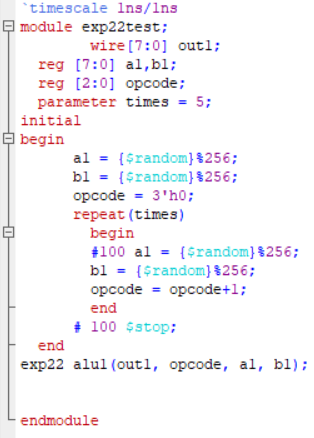 `timescale 1ns/1ns
module exp22test;
wire[7:0] out1;
reg [7:0] a1,b1;
reg [2:0] opcode;
parameter times = 5;
initial
begin
a1 = {$random}%256;
b1 = {$random}%256;
opcode = 3'h0;
repeat(times)
begin
#100 a1 = {$random}%256;
b1 = {$random}%256;
opcode = opcode+1;
end
# 100 $stop;
end
exp22 alu1(out1, opcode, a1, b1);
endmodule